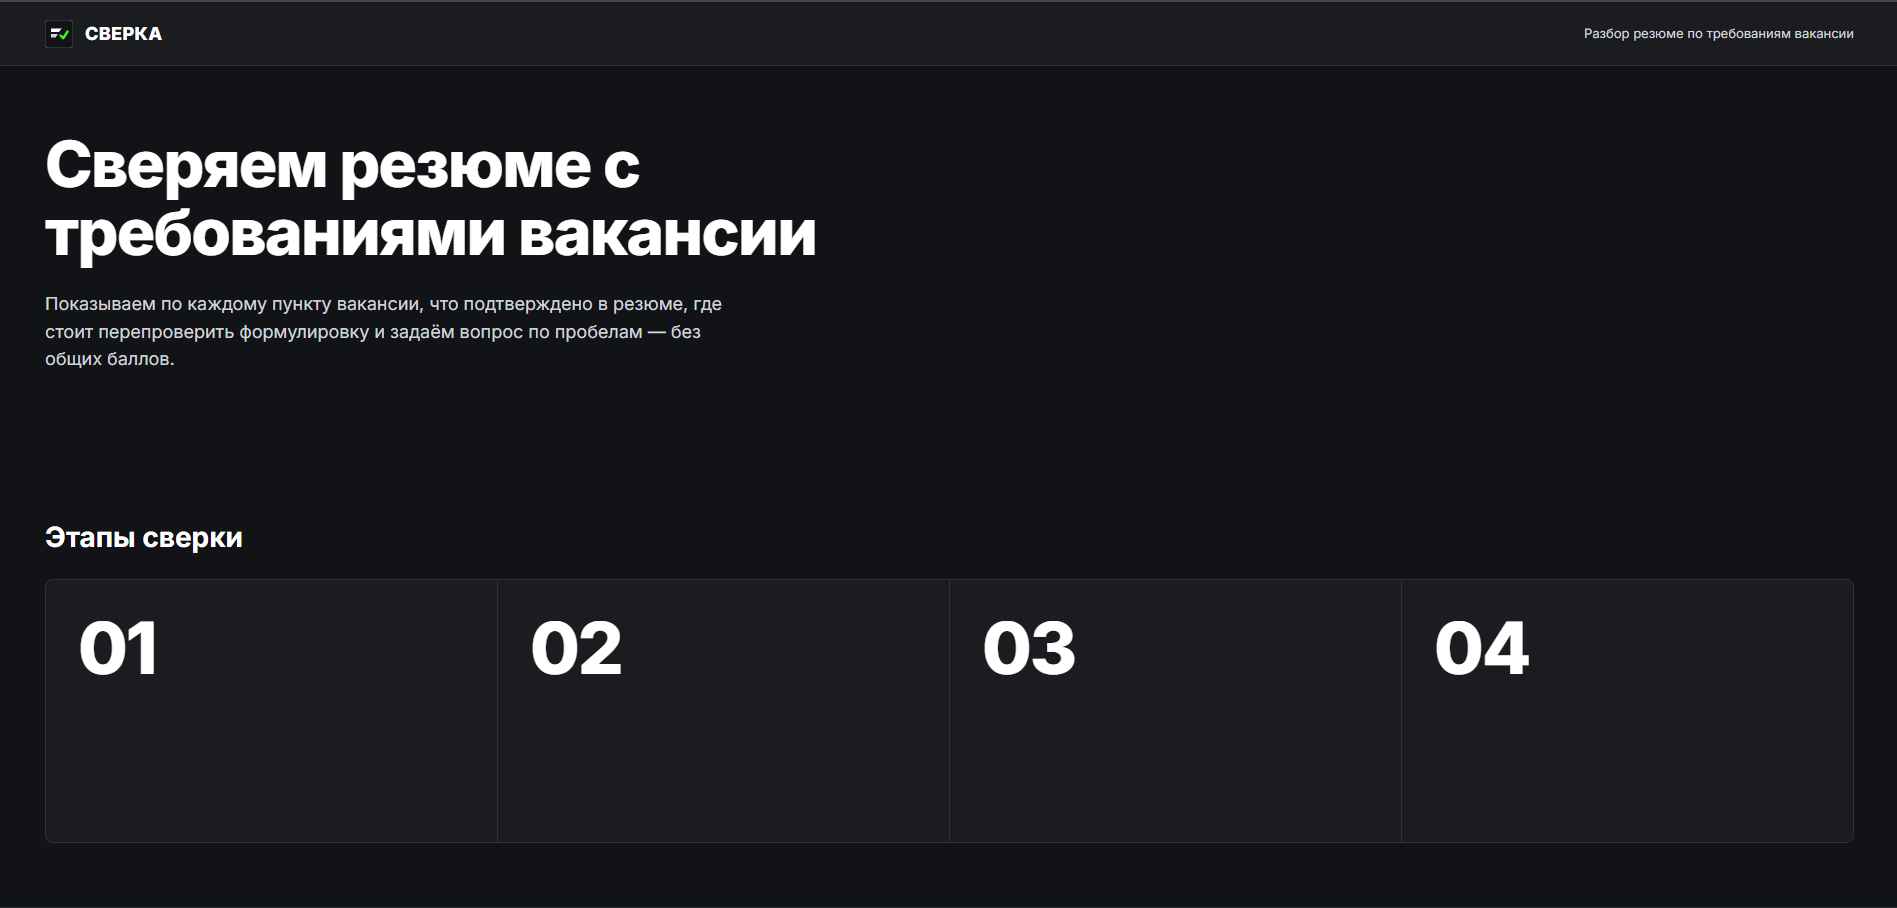 СВЕРКА
Разбор резюме по требованиям вакансии
Сверяем резюме с
требованиями вакансии
Показываем по каждому пункту вакансии, что подтверждено в резюме, где
стоит перепроверить формулировку и задаём вопрос по пробелам — без
общих баллов.
Этапы сверки
01
02
03
04